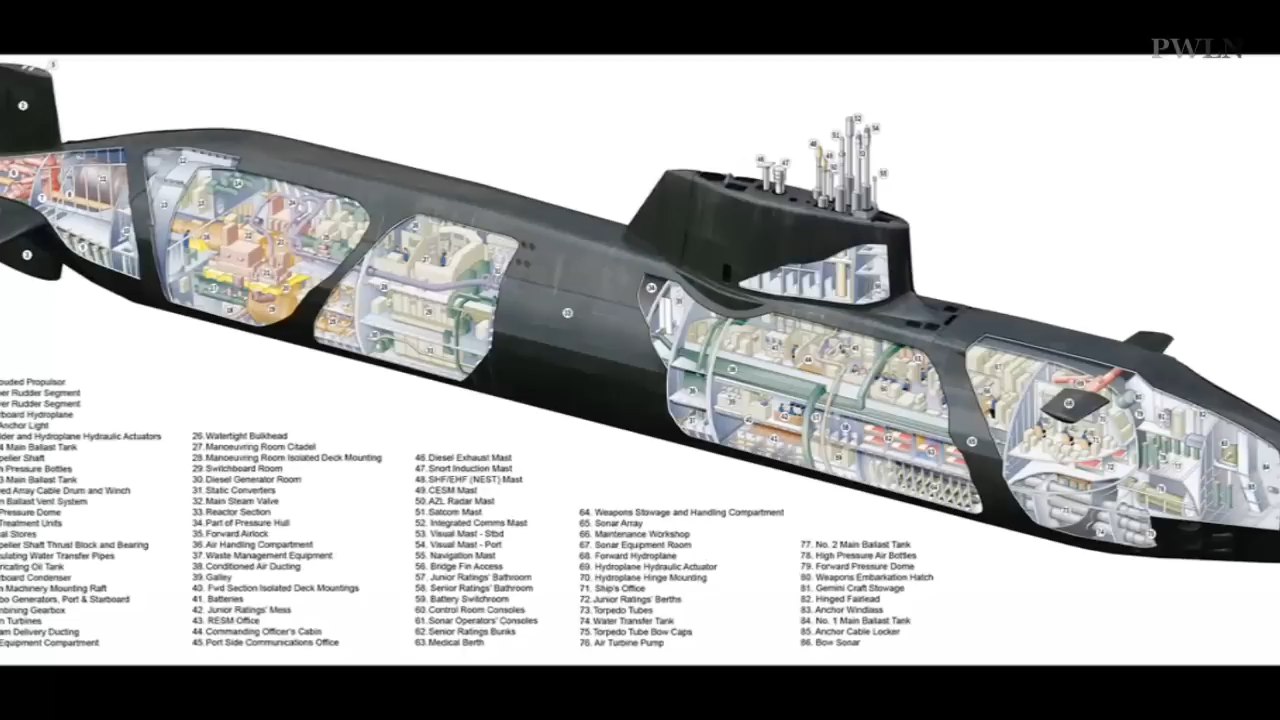 PWLN
ouded Propulsor
er Rudder Segment
er Rudder Segment
board Hydroplane
Anchor Light
der and Hydroplane Hydraulic Actuators
4 Main Ballast Tank
peller Shaft
h Pressure Bottles
3 Main Ballast Tank
ed Array Cable Drum and Winch
n Ballast Vent System
Pressure Dome
Treatment Units
al Stores
peller Shaft Thrust Block and Bearing
ulating Water Transfer Pipes
ricating Oil Tank
board Condenser
n Machinery Mounting Raft
bo Generators, Port & Starboard
mbining Gearbox
n Turbines
am Delivery Ducting
Equipment Compartment
26. Watertight Bulkhead
27. Manoeuvring Room Citadel
28. Manoeuvring Room Isolated Deck Mounting
29. Switchboard Room
30. Diesel Generator Room
31. Static Converters
32. Main Steam Valve
33. Reactor Section
34. Part of Pressure Hull
35. Forward Airlock
36. Air Handling Compartment
37. Waste Management Equipment
38. Conditioned Air Ducting
39. Galley
40. Fwd Section Isolated Deck Mountings
41. Batteries
42. Junior Ratings' Mess
43. RESM Office
44. Commanding Officer's Cabin
45. Port Side Communications Office
46. Diesel Exhaust Mast
47. Snort Induction Mast
48. SHF/EHF (NEST) Mast
49. CESM Mast
50. AZL Radar Mast
51. Satcom Mast
52. Integrated Comms Mast
53. Visual Mast - Stbd
54. Visual Mast - Port
55. Navigation Mast
56. Bridge Fin Access
57. Junior Ratings' Bathroom
58. Senior Ratings' Bathroom
59. Battery Switchroom
60. Control Room Consoles
61. Sonar Operators' Consoles
62. Senior Ratings Bunks
63. Medical Berth
64. Weapons Stowage and Handling Compartment
65. Sonar Array
66. Maintenance Workshop
67. Sonar Equipment Room
68. Forward Hydroplane
69. Hydroplane Hydraulic Actuator
70. Hydroplane Hinge Mounting
71. Ship's Office
72. Junior Ratings' Berths
73. Torpedo Tubes
74. Water Transfer Tank
75. Torpedo Tube Bow Caps
76. Air Turbine Pump
77. No. 2 Main Ballast Tank
78. High Pressure Air Bottles
79. Forward Pressure Dome
80. Weapons Embarkation Hatch
81. Gemini Craft Stowage
82. Hinged Fairlead
83. Anchor Windlass
84. No. 1 Main Ballast Tank
85. Anchor Cable Locker
86. Bow Sonar